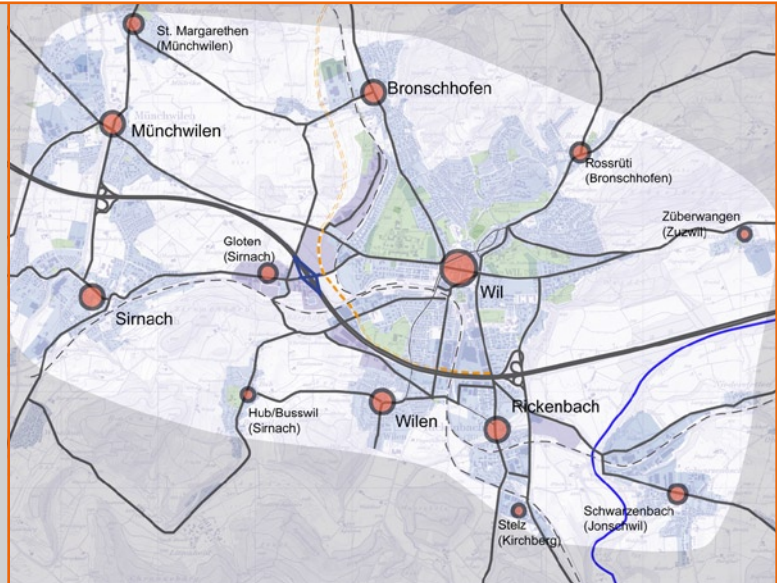 St. Margarethen
(Münchwilen)
Bronschhofen
Münchwilen
Münchwilen
Rossrüti
(Bronschhofen)
Züberwangen
(Zuzwil)
Gloten
(Sirnach)
Wil
Sirnach
Rickenbach
Hub/Busswil
(Sirnach)
Wilen
Schwarzenbach
(Jonschwil)
Stelz
(Kirchberg)